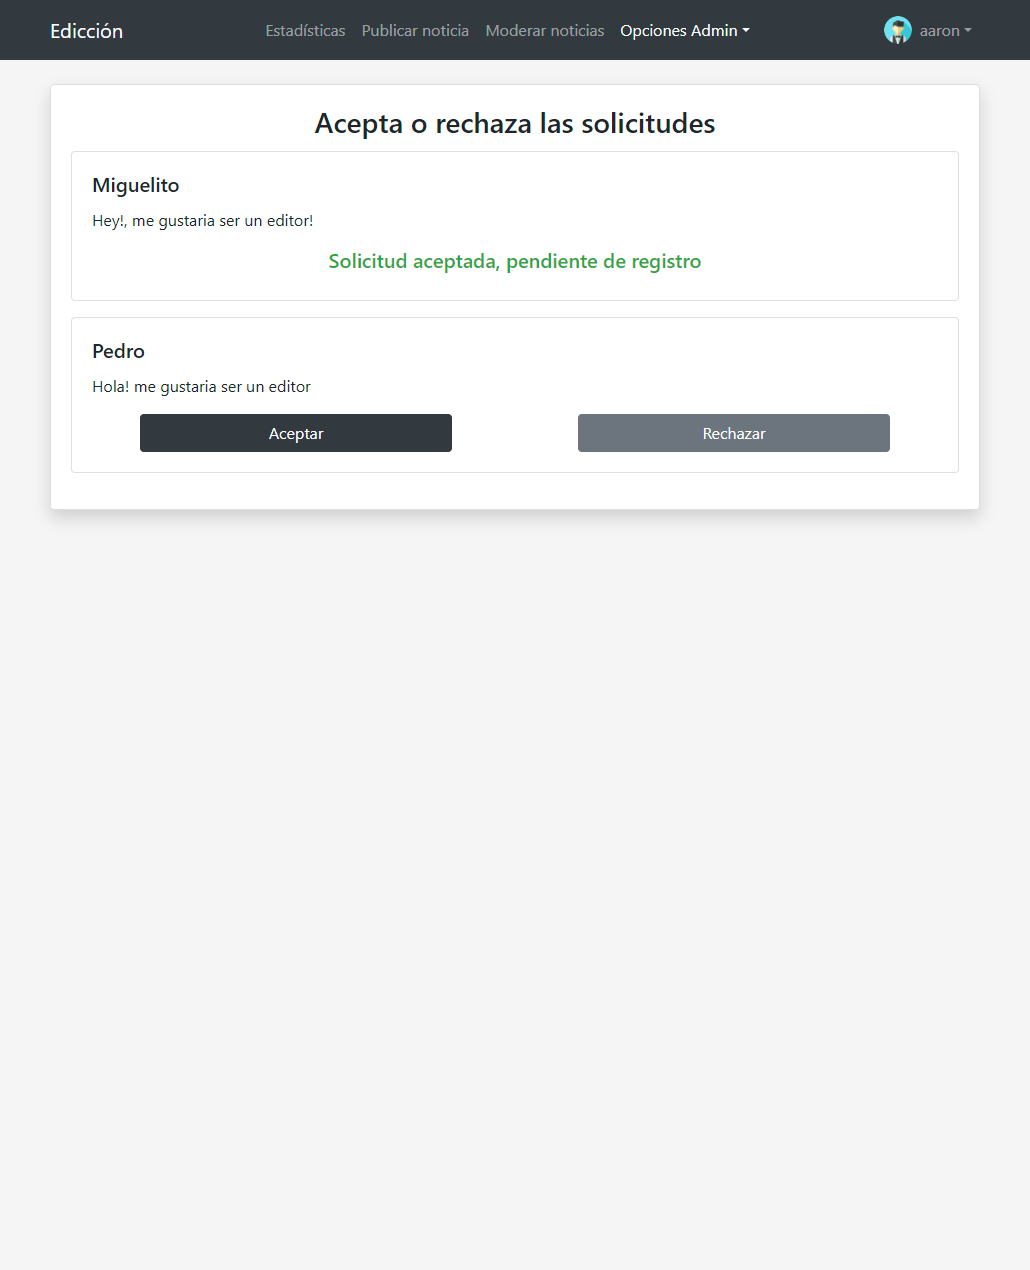 Edicción
Estadísticas Publicar noticia Moderar noticias Opciones Admin
aaron
Acepta o rechaza las solicitudes
Miguelito
Hey!, me gustaria ser un editor!
Solicitud aceptada, pendiente de registro
Pedro
Hola! me gustaria ser un editor
Aceptar Rechazar